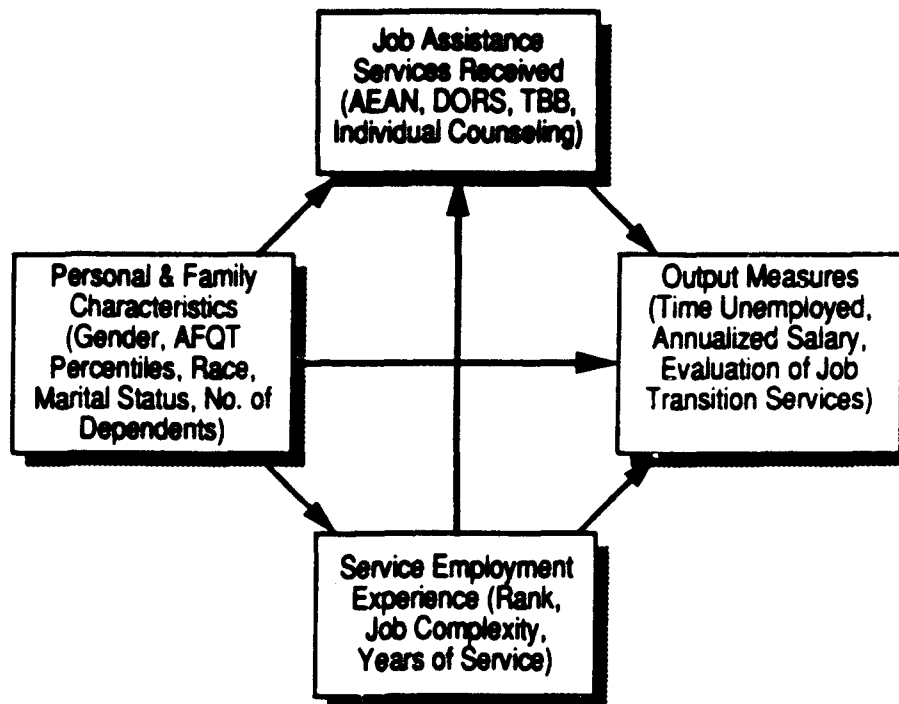 Job Assistance
Services Received
(AEAN, DORS, TBB,
Individual Counseling)
Personal & Family
Characteristics
(Gender, AFQT
Percentiles, Race,
Marital Status, No. of
Dependents)
Output Measures
(Time Unemployed,
Annualized Salary,
Evaluation of Job
Transition Services)
Service Employment
Experience (Rank,
Job Complexity,
Years of Service)